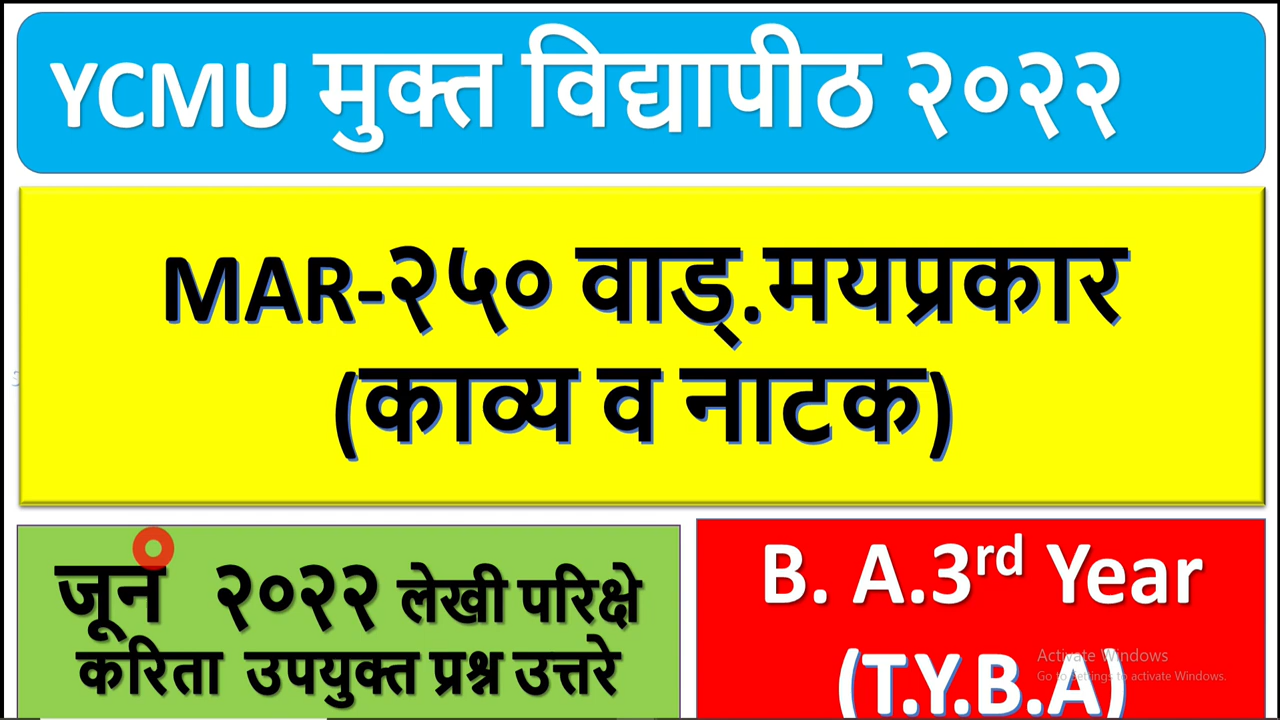 YCMU मुक्त विद्यापीठ २०२२
MAR-२५० वाड्.मयप्रकार
(काव्य व नाटक)
जून २०२२ लेखी परिक्षे
करिता उपयुक्त प्रश्न उत्तरे
B. A.3rd Year
(T.Y.B.A)
Activate Windows
Go to Settings to activate Windows.